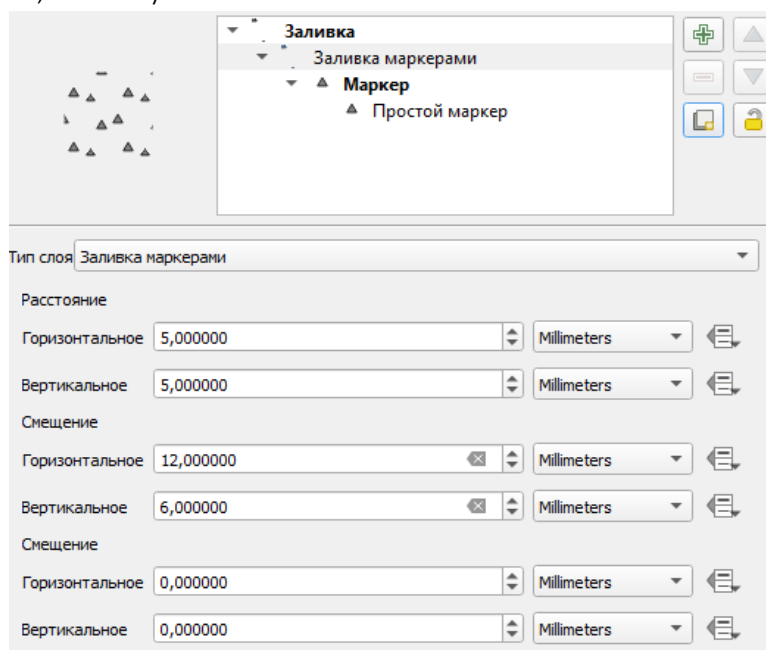 Заливка
Заливка маркерами
Маркер
Простой маркер
Тип слоя Заливка маркерами
Расстояние
Горизонтальное 5,000000 Millimeters
Вертикальное 5,000000 Millimeters
Смещение
Горизонтальное 12,000000 Millimeters
Вертикальное 6,000000 Millimeters
Смещение
Горизонтальное 0,000000 Millimeters
Вертикальное 0,000000 Millimeters